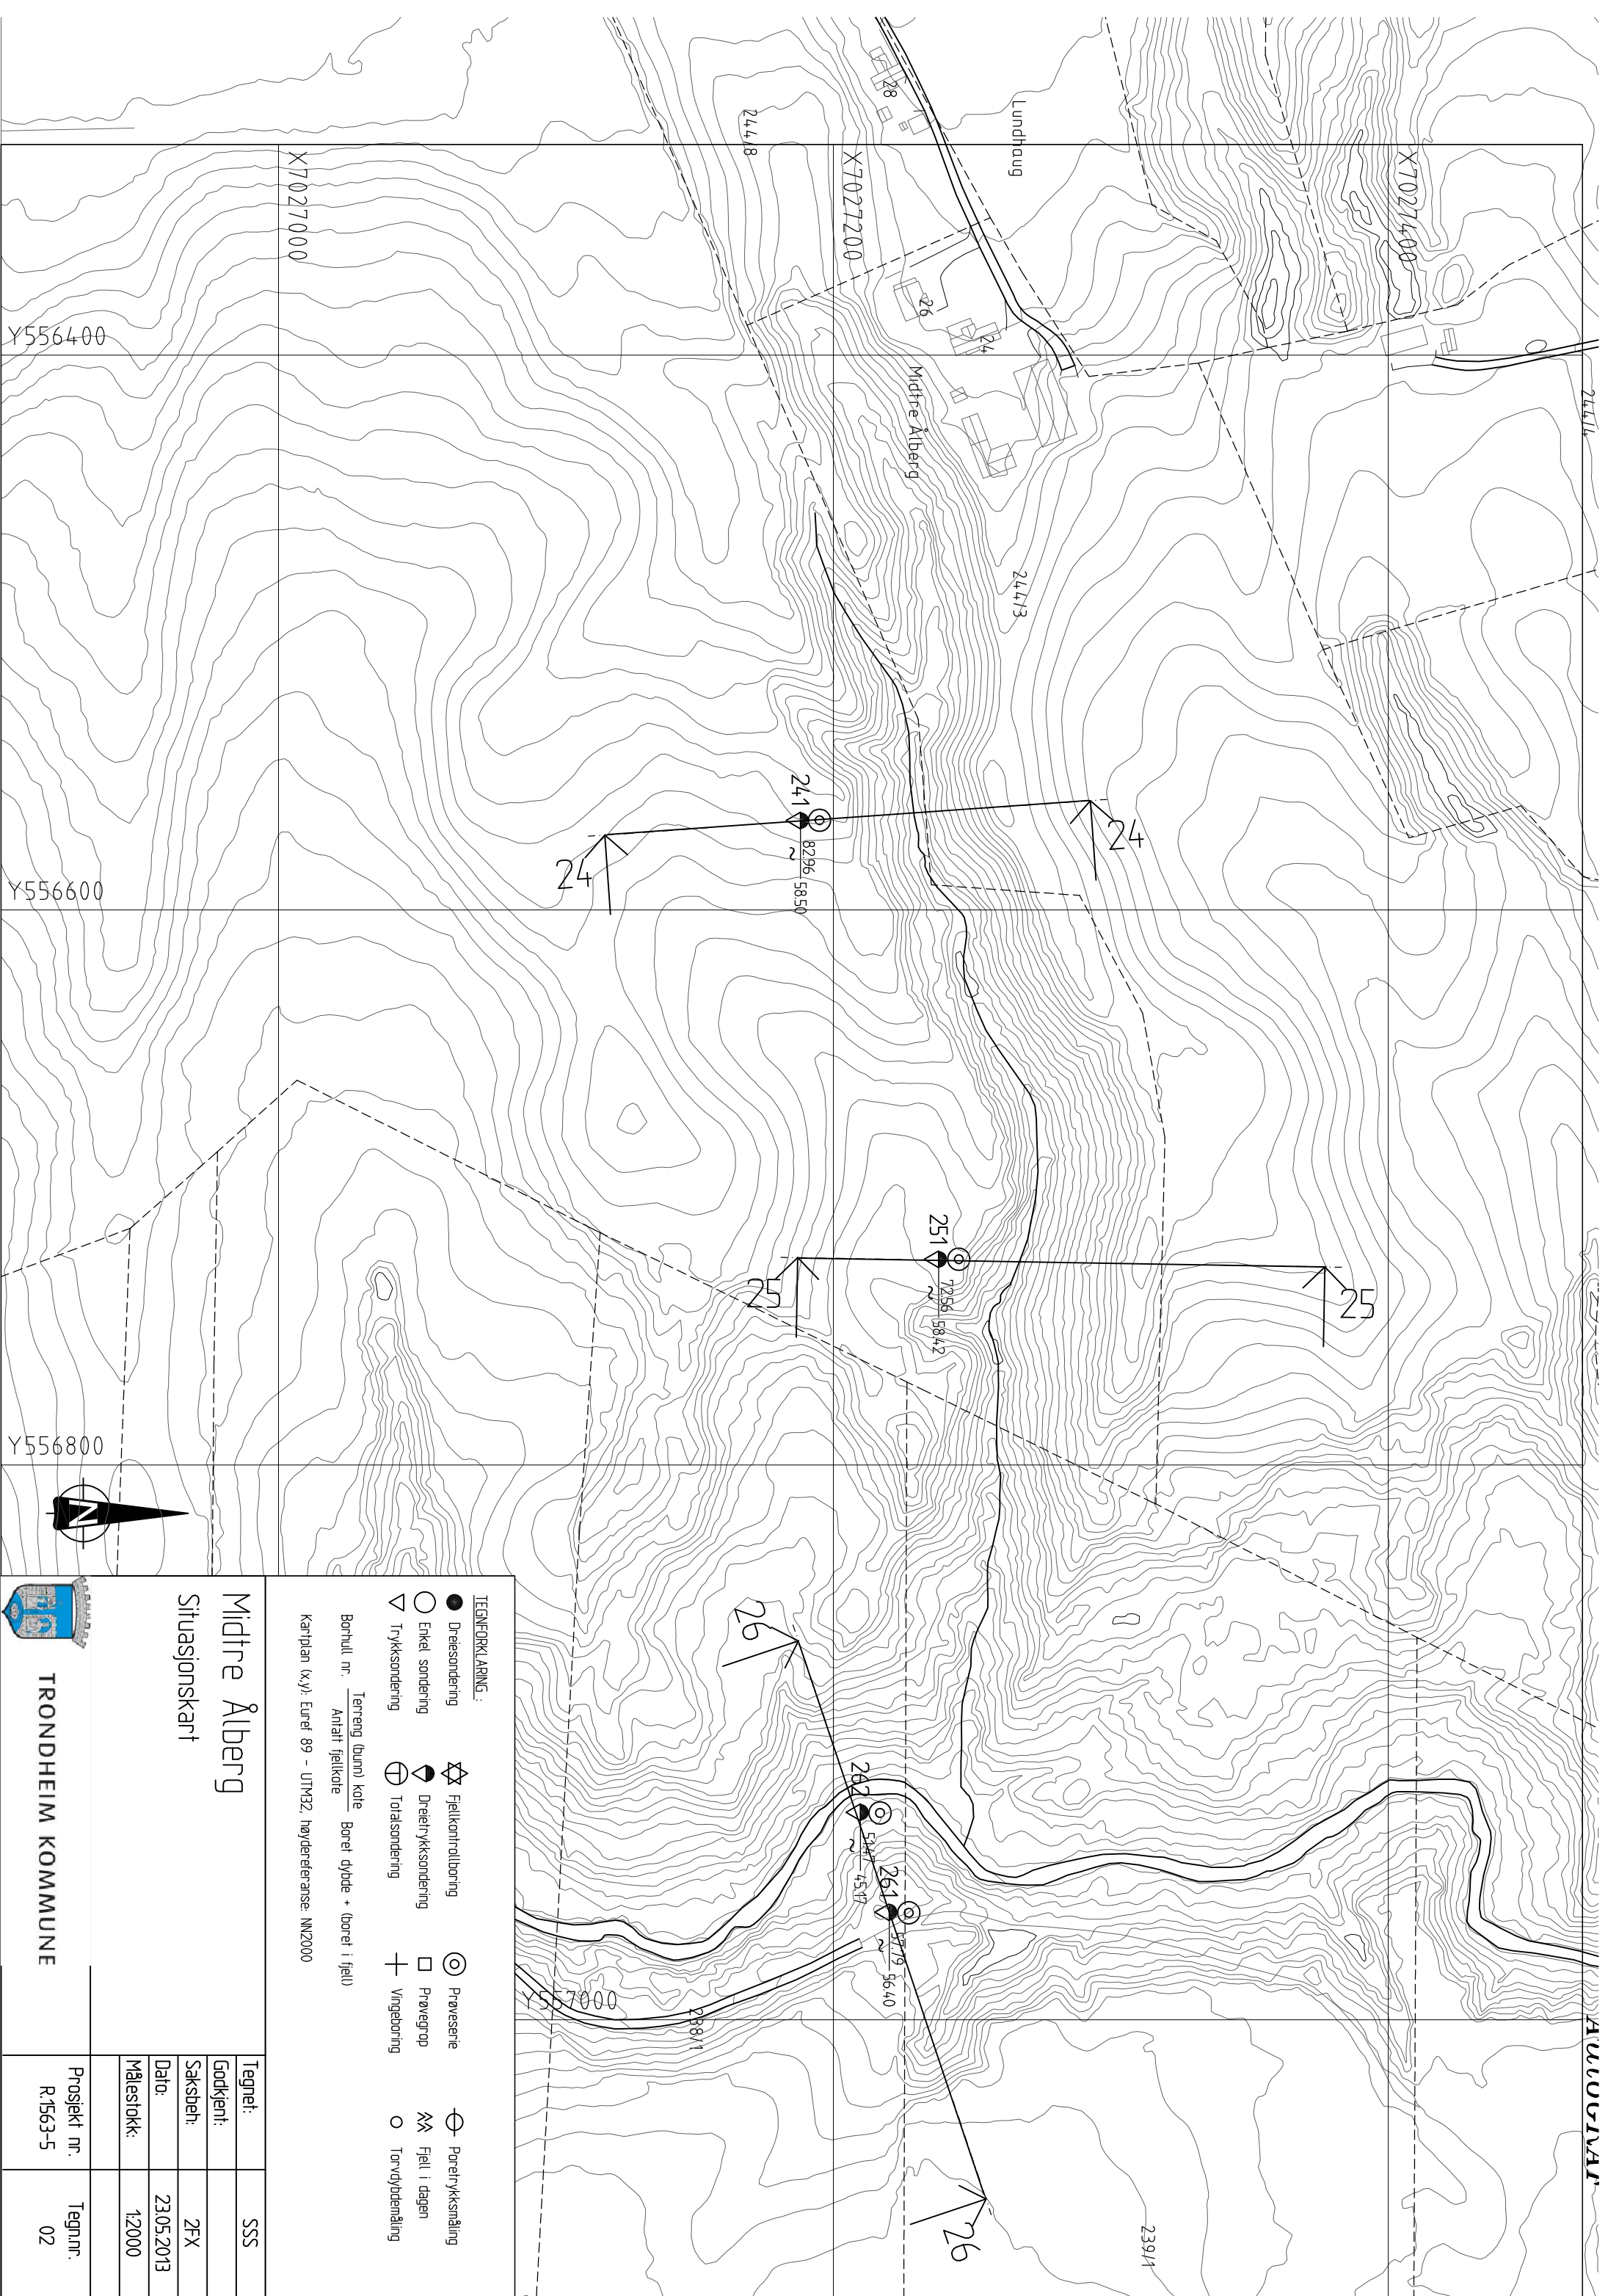 Lundhaug
28
244/8
X7027000
X7027200
X7027400
26
24
Midtre Ålberg
Y556400
244/4
244/3
241
82.96
58.50
~
24
24
Y556600
251
72.56
58.42
~
25
25
Y556800
N
26
262
45.17
~
261
57.79
56.40
~
26
Y557000
238/1
239/1
TEGNFORKLARING :
Dreiesondering
Enkel sondering
Trykksondering
Fjellkontrollboring
Dreietrykksondering
Totalsondering
Prøveserie
Prøvegrop
Vingeboring
Poretrykksmåling
Fjell i dagen
Torvdybdemåling
Borhull nr. Terreng (bunn) kote Boret dybde + (boret i fjell)
Antatt fjellkote
Kartplan (x,y): Euref 89 - UTM32, høydereferanse: NN2000
Midtre Ålberg
Situasjonskart
TRONDHEIM KOMMUNE
Tegnet: SSS
Godkjent:
Saksbeh: 2FX
Dato: 23.05.2013
Målestokk: 1:2000
Prosjekt nr. Tegn.nr.
R.1563-5 02